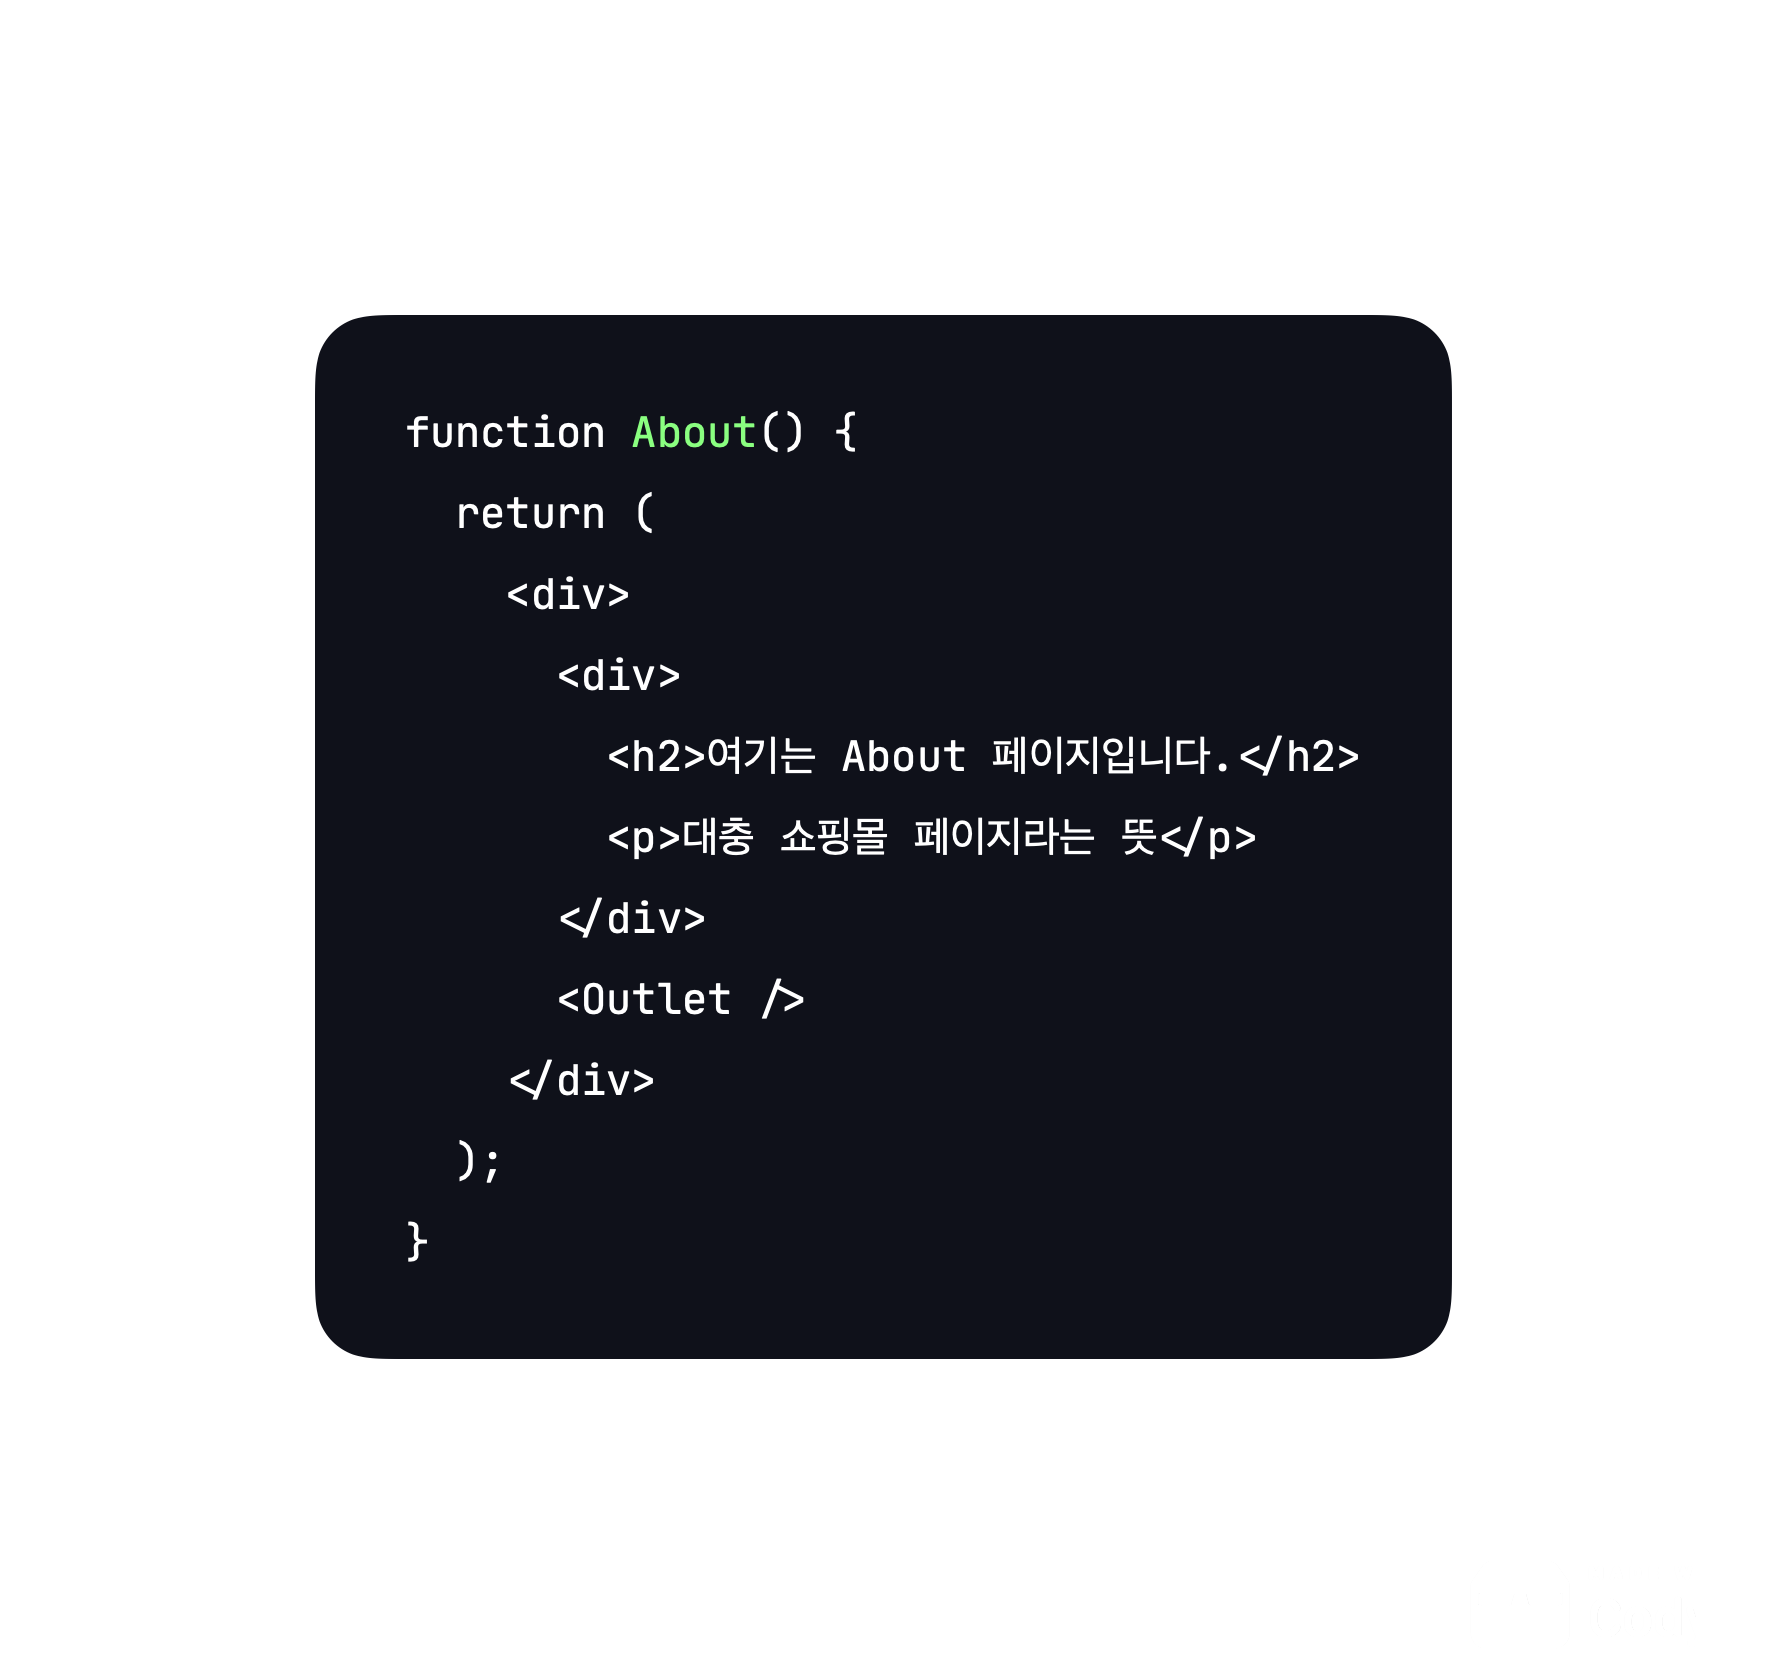 function About() {
return (
<div>
<div>
<h2>여기는 About 페이지입니다.</h2>
<p>대충 쇼핑몰 페이지라는 뜻</p>
</div>
<Outlet />
</div>
);
}